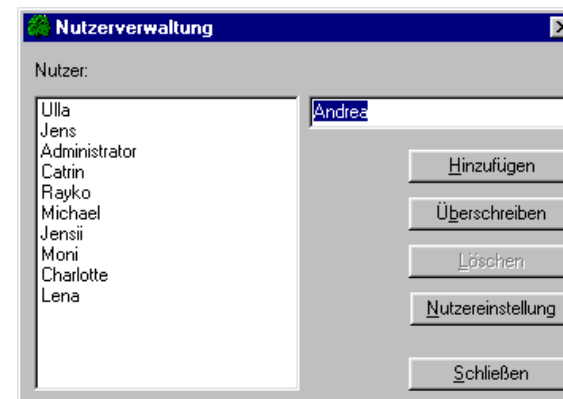 Nutzerverwaltung
Nutzer:
Ulla
Jens
Administrator
Catrin
Rayko
Michael
Jensii
Moni
Charlotte
Lena
Andrea
Hinzufügen
Überschreiben
Löschen
Nutzereinstellung
Schließen